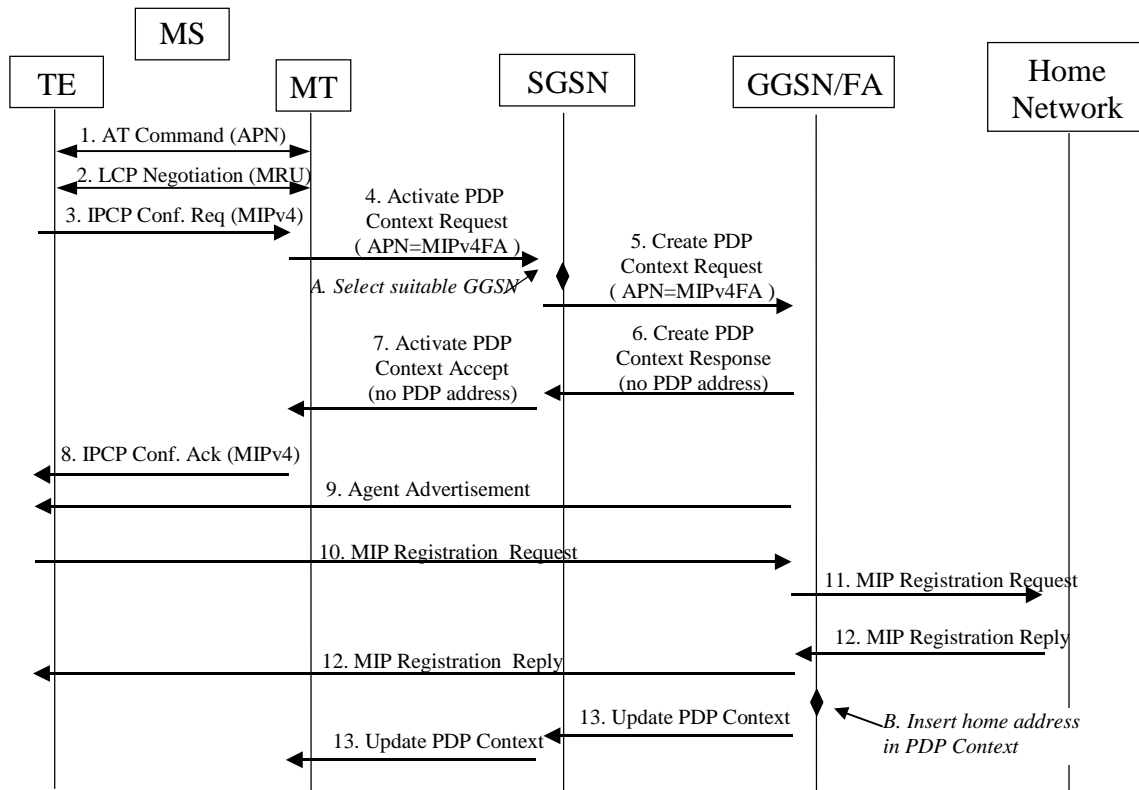 MS
TE
MT
SGSN
GGSN/FA
Home
Network
1. AT Command (APN)
2. LCP Negotiation (MRU)
3. IPCP Conf. Req (MIPv4)
4. Activate PDP
Context Request
( APN=MIPv4FA )
A. Select suitable GGSN
5. Create PDP
Context Request
( APN=MIPv4FA )
6. Create PDP
Context Response
(no PDP address)
7. Activate PDP
Context Accept
(no PDP address)
8. IPCP Conf. Ack (MIPv4)
9. Agent Advertisement
10. MIP Registration Request
11. MIP Registration Request
12. MIP Registration Reply
12. MIP Registration Reply
B. Insert home address
in PDP Context
13. Update PDP Context
13. Update PDP Context